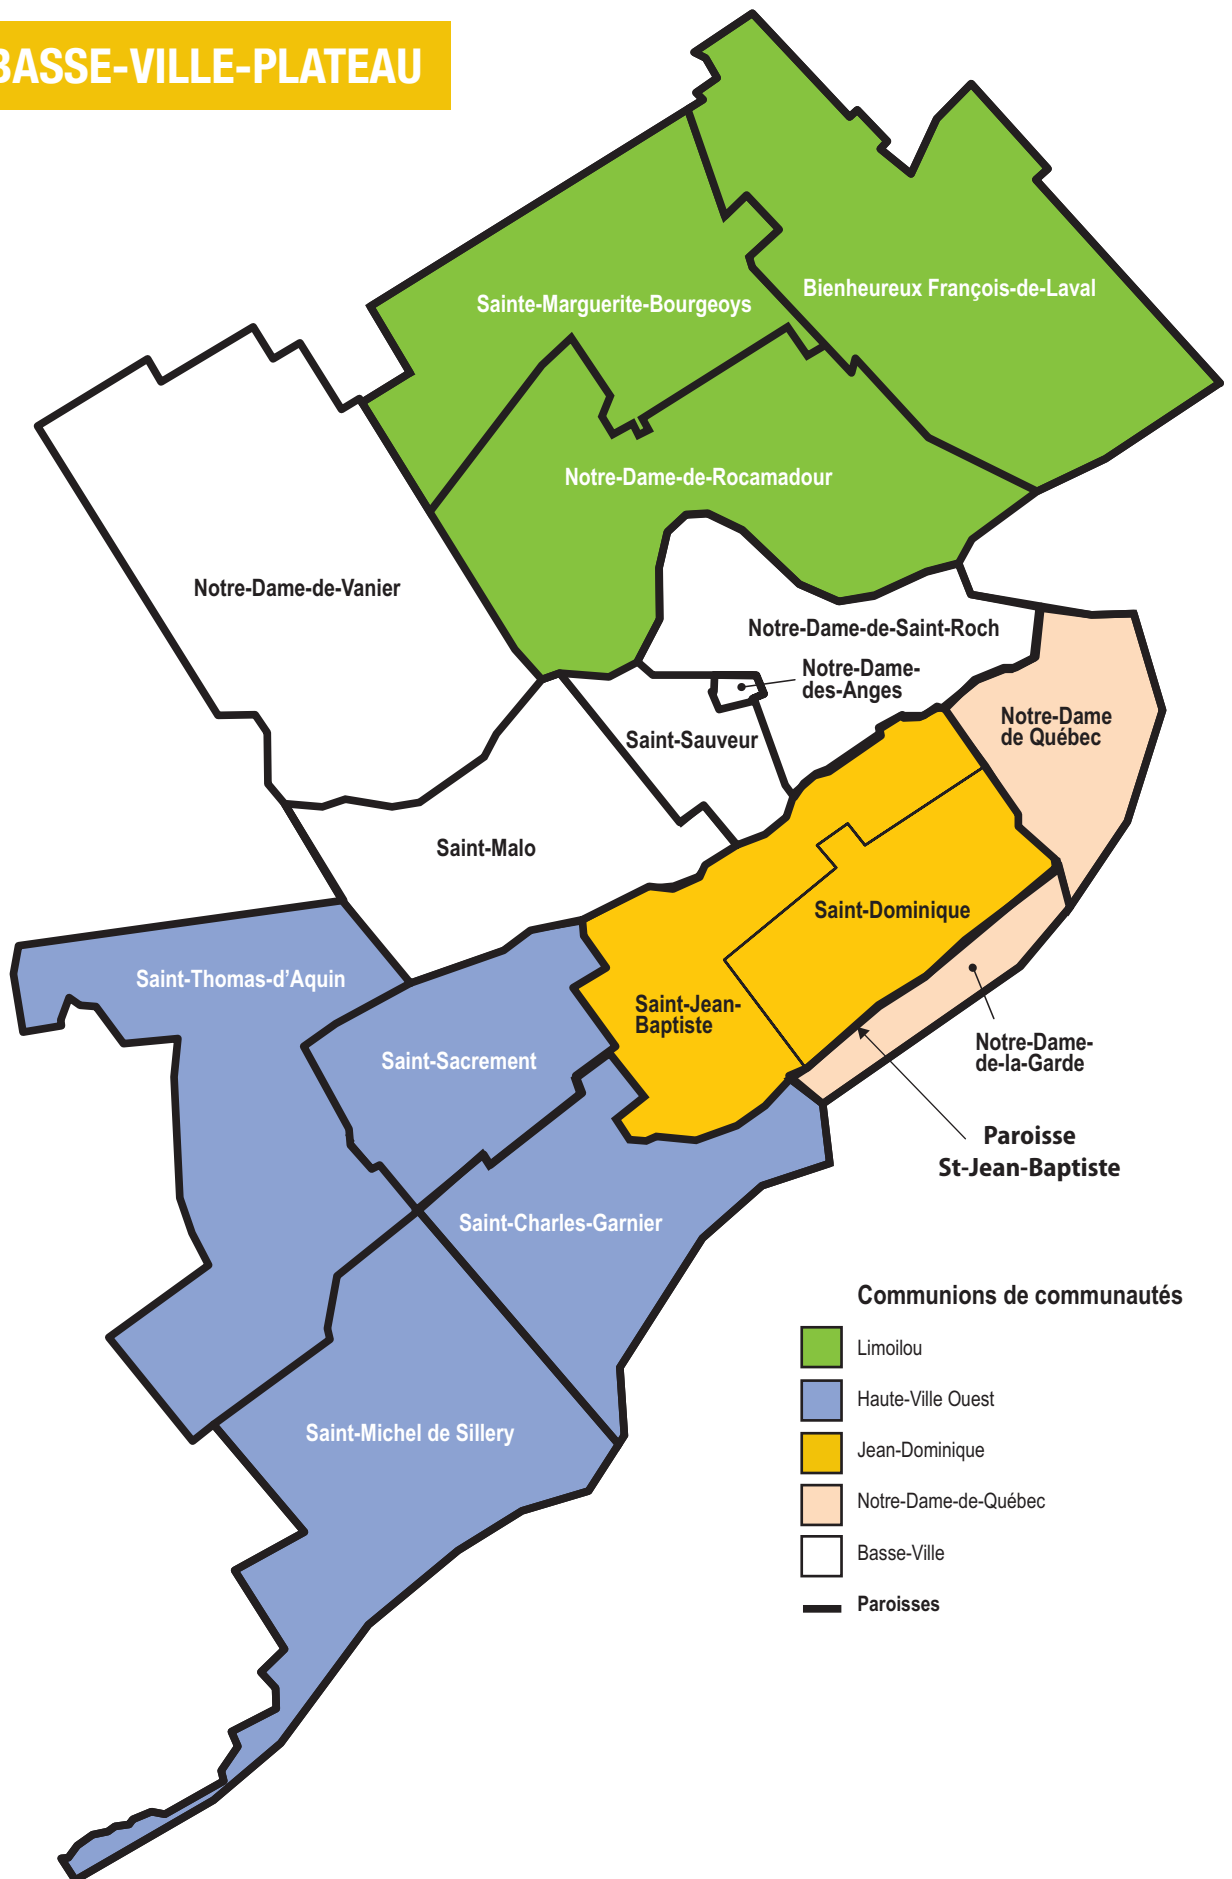 BASSE-VILLE-PLATEAU
Bienheureux François-de-Laval
Sainte-Marguerite-Bourgeoys
Notre-Dame-de-Rocamadour
Notre-Dame-de-Vanier
Notre-Dame-de-Saint-Roch
Notre-Dame-
des-Anges
Notre-Dame
de Québec
Saint-Sauveur
Saint-Malo
Saint-Dominique
Saint-Thomas-d’Aquin
Saint-Jean-
Baptiste
Notre-Dame-
de-la-Garde
Saint-Sacrement
Paroisse
St-Jean-Baptiste
Saint-Charles-Garnier
Saint-Michel de Sillery
Communions de communautés
Limoilou
Haute-Ville Ouest
Jean-Dominique
Notre-Dame-de-Québec
Basse-Ville
Paroisses